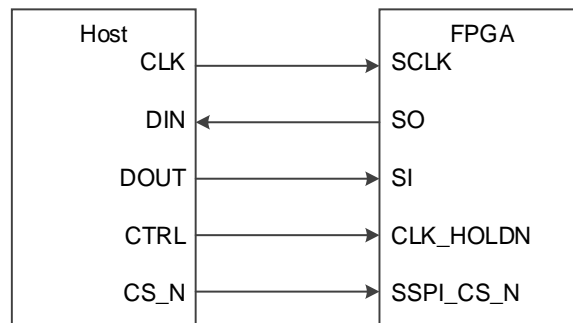 Host FPGA
CLK SCLK
DIN SO
DOUT SI
CTRL CLK_HOLDN
CS_N SSPI_CS_N